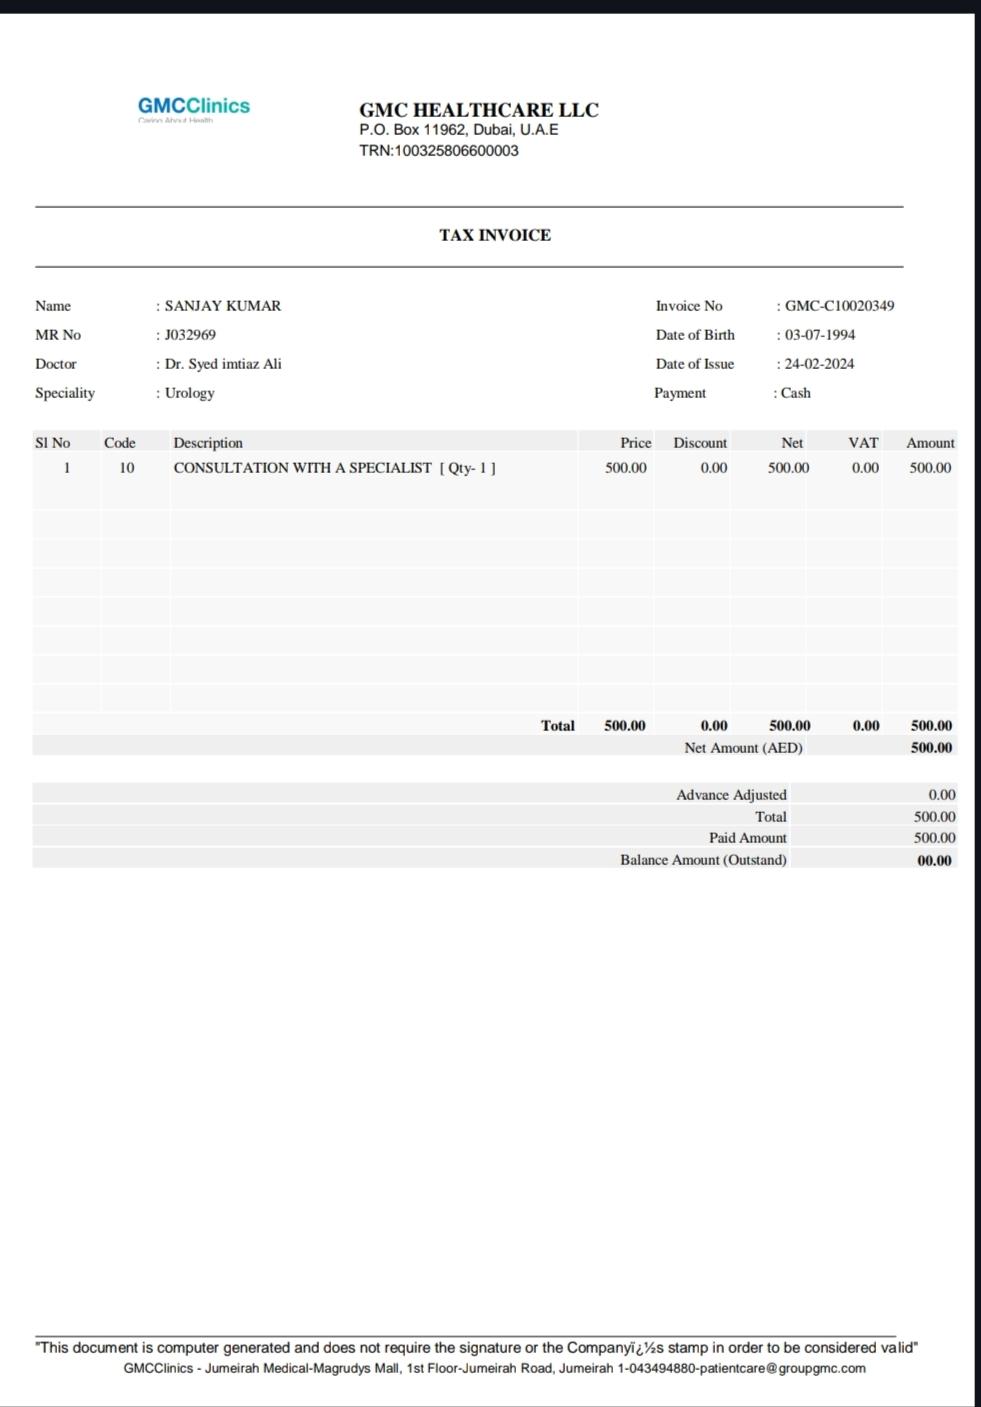 GMCClinics
Caring About Health
GMC HEALTHCARE LLC
P.O. Box 11962, Dubai, U.A.E
TRN:100325806600003
TAX INVOICE
Name : SANJAY KUMAR Invoice No : GMC-C10020349
MR No : J032969 Date of Birth : 03-07-1994
Doctor : Dr. Syed imtiaz Ali Date of Issue : 24-02-2024
Speciality : Urology Payment : Cash
Sl No Code Description Price Discount Net VAT Amount
1 10 CONSULTATION WITH A SPECIALIST [ Qty- 1 ] 500.00 0.00 500.00 0.00 500.00
Total 500.00 0.00 500.00 0.00 500.00
Net Amount (AED) 500.00
Advance Adjusted 0.00
Total 500.00
Paid Amount 500.00
Balance Amount (Outstand) 00.00
"This document is computer generated and does not require the signature or the Companyï¿½s stamp in order to be considered valid"
GMCClinics - Jumeirah Medical-Magrudys Mall, 1st Floor-Jumeirah Road, Jumeirah 1-043494880-patientcare@groupgmc.com